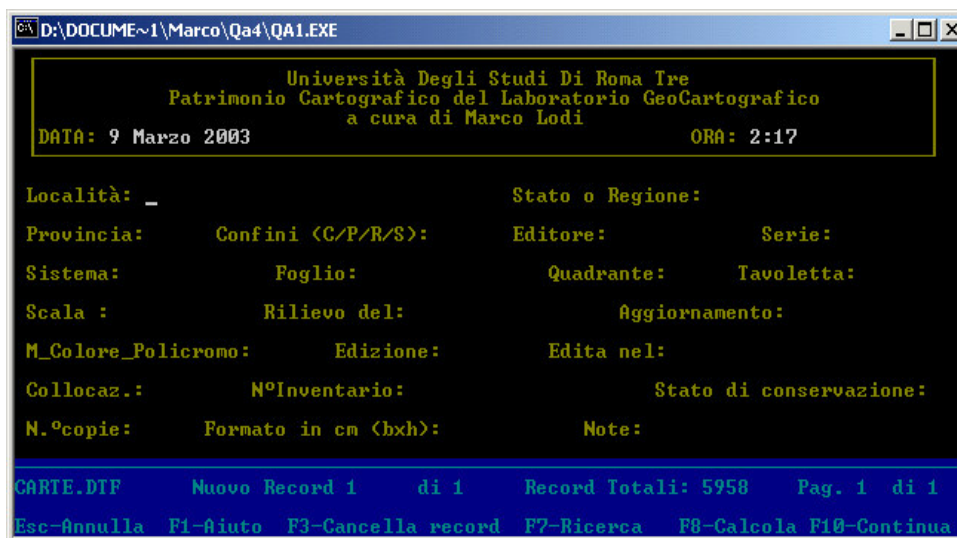 D:\DOCUME~1\Marco\Qa4\QA1.EXE
Università Degli Studi Di Roma Tre
Patrimonio Cartografico del Laboratorio GeoCartografico
a cura di Marco Lodi
DATA: 9 Marzo 2003 ORA: 2:17
Località: _ Stato o Regione:
Provincia: Confini (C/P/R/S): Editore: Serie:
Sistema: Foglio: Quadrante: Tavoletta:
Scala : Rilievo del: Aggiornamento:
M_Colore_Policromo: Edizione: Edita nel:
Collocaz.: NºInventario: Stato di conservazione:
N.ºcopie: Formato in cm (bxh): Note:
CARTE.DTF Nuovo Record 1 di 1 Record Totali: 5958 Pag. 1 di 1
Esc-Annulla F1-Aiuto F3-Cancella record F7-Ricerca F8-Calcola F10-Continua